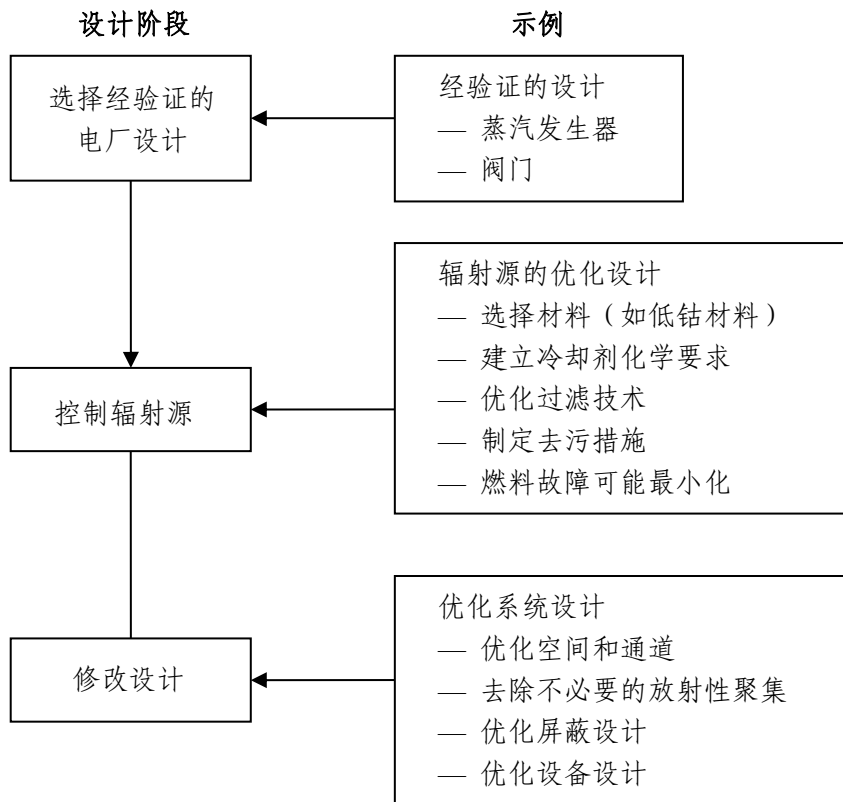 设计阶段
示例
选择经验证的
电厂设计
经验证的设计
— 蒸汽发生器
— 阀门
控制辐射源
辐射源的优化设计
— 选择材料（如低钴材料）
— 建立冷却剂化学要求
— 优化过滤技术
— 制定去污措施
— 燃料故障可能最小化
修改设计
优化系统设计
— 优化空间和通道
— 去除不必要的放射性聚集
— 优化屏蔽设计
— 优化设备设计